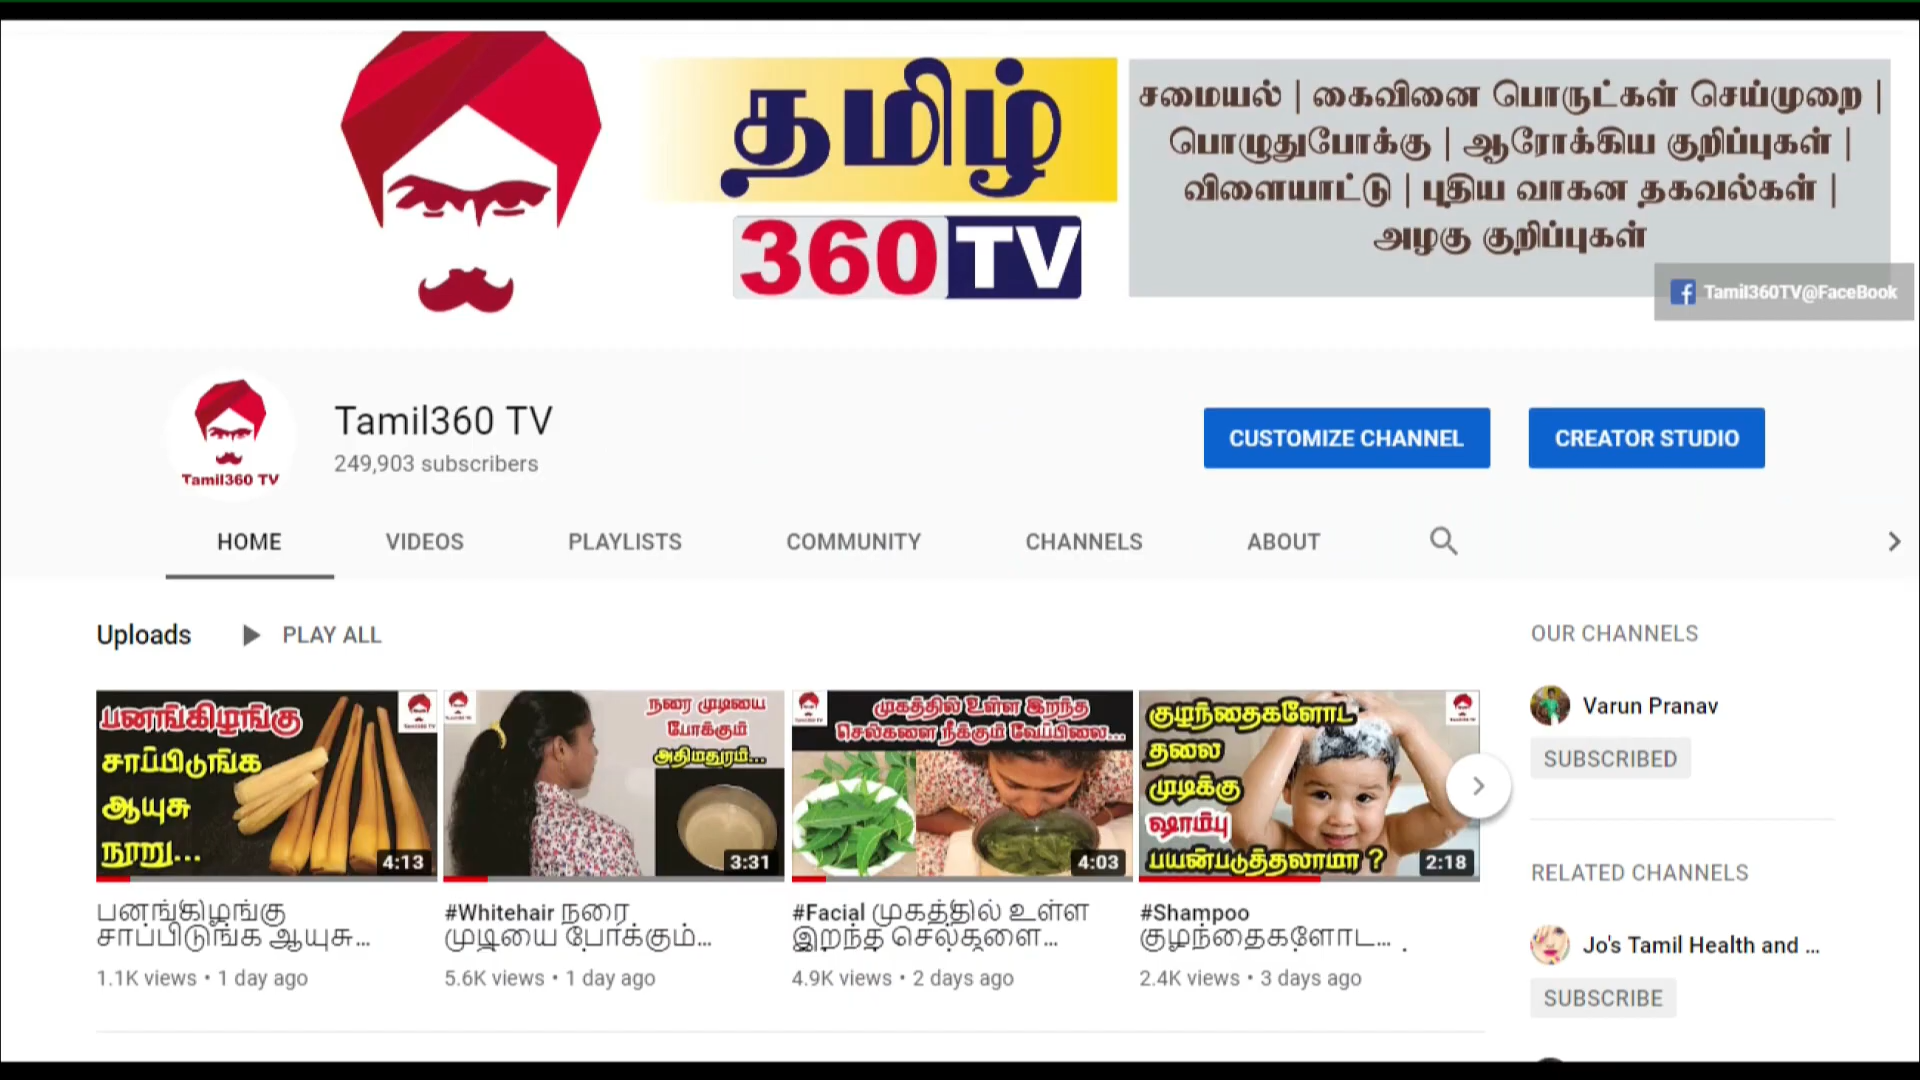 தமிழ்
360 TV
சமையல் | கைவினை பொருட்கள் செய்முறை |
பொழுதுபோக்கு | ஆரோக்கிய குறிப்புகள் |
விளையாட்டு | புதிய வாகன தகவல்கள் |
அழகு குறிப்புகள்
Tamil360TV@FaceBook
Tamil360 TV
Tamil360 TV
249,903 subscribers
CUSTOMIZE CHANNEL
CREATOR STUDIO
HOME VIDEOS PLAYLISTS COMMUNITY CHANNELS ABOUT
Uploads PLAY ALL
பனங்கிழங்கு
சாப்பிடுங்க
ஆயுசு
நூறு...
4:13
நரை முடியை
போக்கும்
அதிமதுரம்...
3:31
முகத்தில் உள்ள இறந்த
செல்களை நீக்கும் வேப்பிலை...
4:03
குழந்தைகளோட
தலை
முடிக்கு
ஷாம்பு
பயன்படுத்தலாமா ?
2:18
பனங்கிழங்கு
சாப்பிடுங்க ஆயுசு...
1.1K views • 1 day ago
#Whitehair நரை
முடியை போக்கும்...
5.6K views • 1 day ago
#Facial முகத்தில் உள்ள
இறந்த செல்களை...
4.9K views • 2 days ago
#Shampoo
குழந்தைகளோட...
2.4K views • 3 days ago
OUR CHANNELS
Varun Pranav
SUBSCRIBED
RELATED CHANNELS
Jo's Tamil Health and ...
SUBSCRIBE